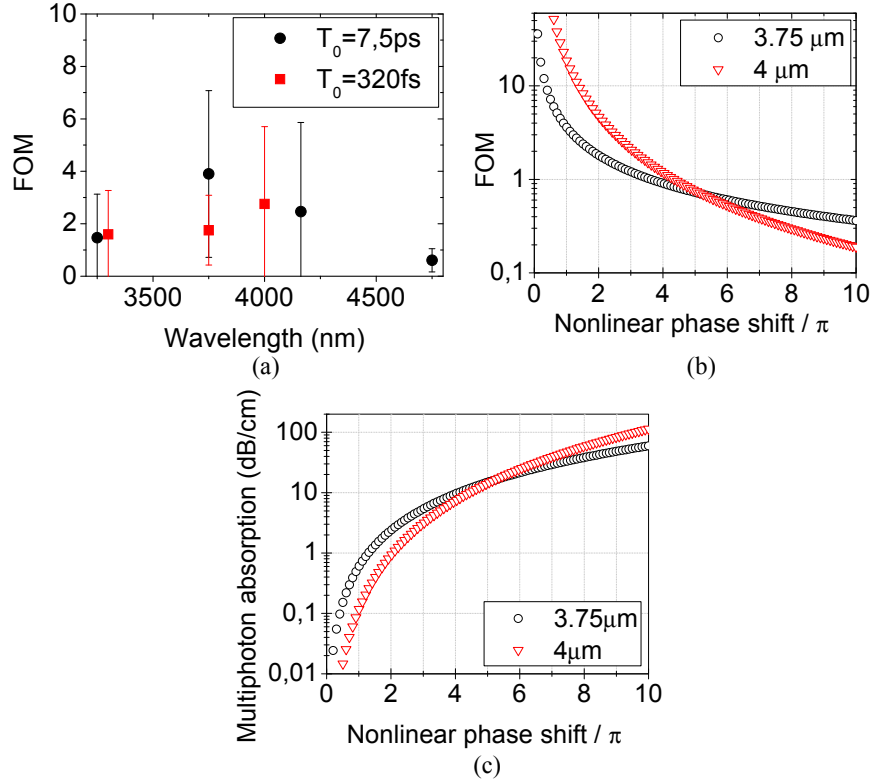 10
8
6
4
2
0
FOM
T0=7,5ps
T0=320fs
3500 4000 4500
Wavelength (nm)
(a)
10
1
0,1
FOM
3.75 μm
4 μm
0 2 4 6 8 10
Nonlinear phase shift / π
(b)
100
10
1
0,1
0,01
Multiphoton absorption (dB/cm)
3.75μm
4μm
0 2 4 6 8 10
Nonlinear phase shift / π
(c)